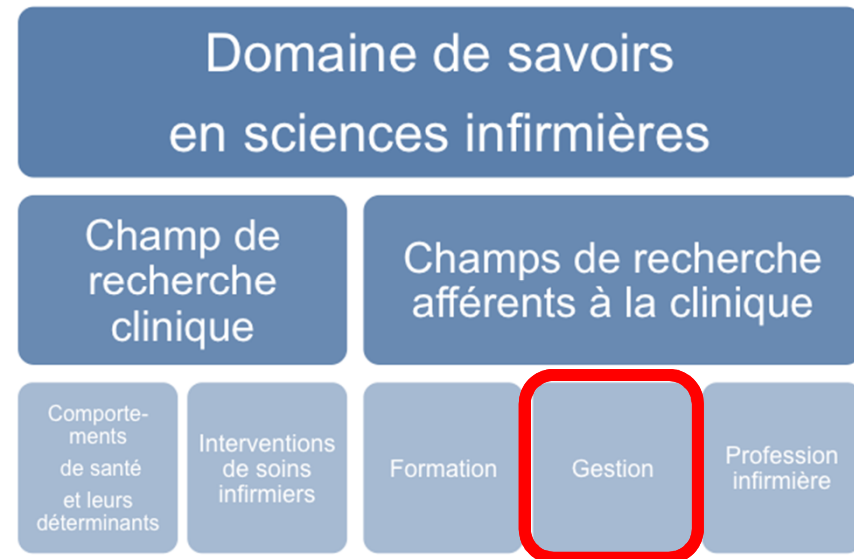 Domaine de savoirs
en sciences infirmières
Champ de
recherche
clinique
Champs de recherche
afférents à la clinique
Comporte-
ments
de santé
et leurs
déterminants
Interventions
de soins
infirmiers
Formation
Gestion
Profession
infirmière